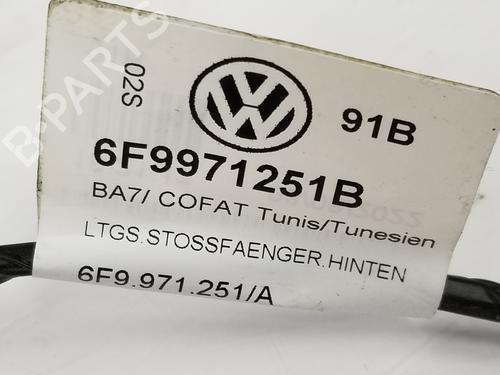 02S
91B
6F9971251B
BA7/ COFAT Tunis/Tunesien
LTGS.STOSSFAENGER.HINTEN
6F9.971.251/A
B-PARTS